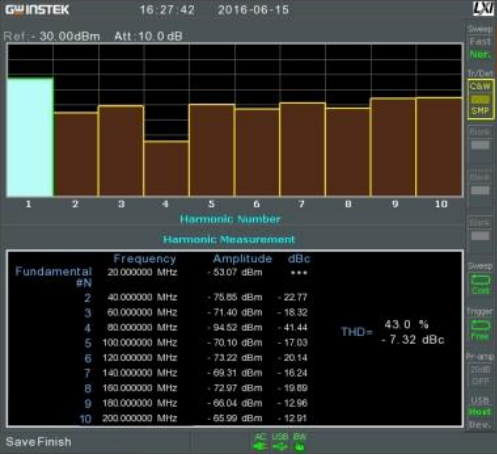 GWINSTEK 16:27:42 2016-06-15 LXI
Ref:- 30.00dBm Att:10.0 dB
Sweep
Fast
Nor.
Tr/Det
C&W
SMP
Blank
Blank
Blank
1 2 3 4 5 6 7 8 9 10
Harmonic Number
Harmonic Measurement
Frequency Amplitude dBc
Fundamental 20.000000 MHz - 53.07 dBm ***
#N
2 40.000000 MHz - 75.85 dBm - 22.77
3 60.000000 MHz - 71.40 dBm - 18.32
4 80.000000 MHz - 94.52 dBm - 41.44
5 100.000000 MHz - 70.10 dBm - 17.03
6 120.000000 MHz - 73.22 dBm - 20.14
7 140.000000 MHz - 69.31 dBm - 16.24
8 160.000000 MHz - 72.97 dBm - 19.89
9 180.000000 MHz - 66.04 dBm - 12.96
10 200.000000 MHz - 65.99 dBm - 12.91
THD= 43.0 %
- 7.32 dBc
Sweep
Cont
Trigger
Free
Pr-amp
20dB
OFF
USB
Host
Dev.
Save Finish AC USB BW